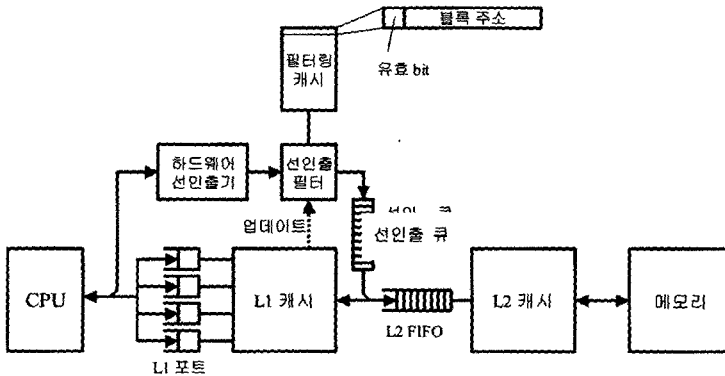 블록 주소
유효 bit
필터링
캐시
하드웨어
선인출기
선인출
필터
업데이트
선인출 큐
CPU
L1 캐시
L2 FIFO
L2 캐시
메모리
L1 포트